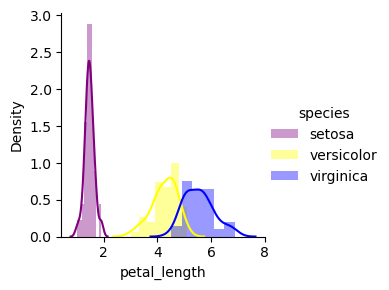 3.0
2.5
2.0
1.5
1.0
0.5
0.0
Density
2 4 6 8
petal_length
species
setosa
versicolor
virginica